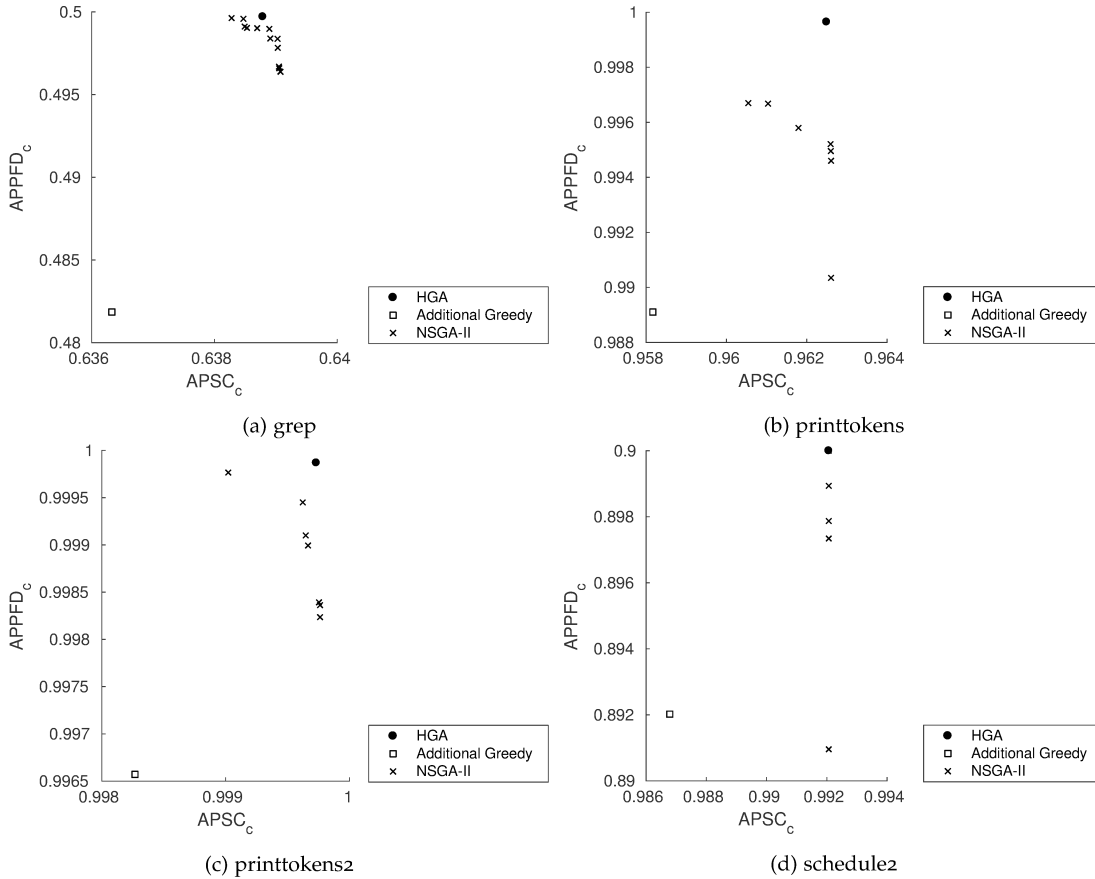 0.5
0.495
0.49
0.485
0.48
0.636
0.638
0.64
APPFDc
APSCc
HGA
Additional Greedy
NSGA-II
(a) grep
1
0.998
0.996
0.994
0.992
0.99
0.988
0.958
0.96
0.962
0.964
APPFDc
APSCc
HGA
Additional Greedy
NSGA-II
(b) printtokens
1
0.9995
0.999
0.9985
0.998
0.9975
0.997
0.9965
0.998
0.999
1
APPFDc
APSCc
HGA
Additional Greedy
NSGA-II
(c) printtokens2
0.9
0.898
0.896
0.894
0.892
0.89
0.986
0.988
0.99
0.992
0.994
APPFDc
APSCc
HGA
Additional Greedy
NSGA-II
(d) schedule2